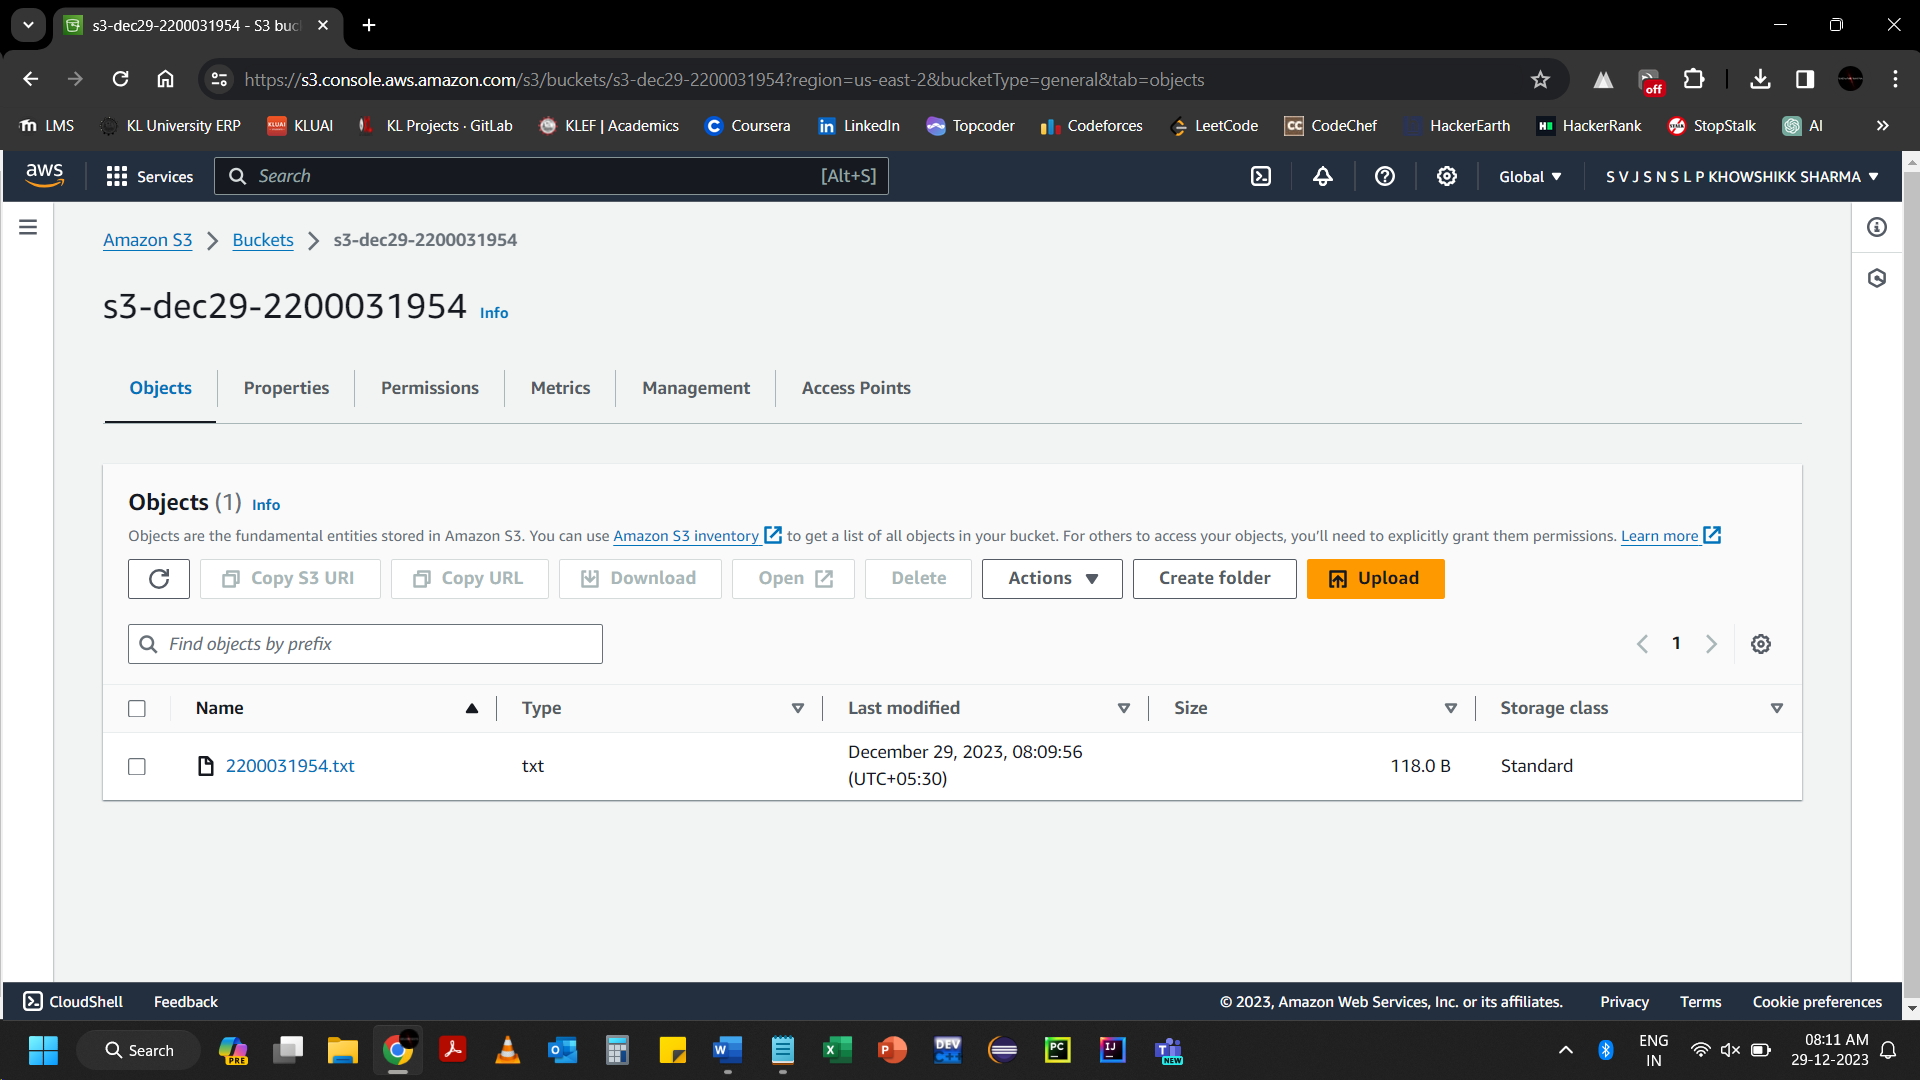 s3-dec29-2200031954 - S3 buc
https://s3.console.aws.amazon.com/s3/buckets/s3-dec29-2200031954?region=us-east-2&bucketType=general&tab=objects
off
LMS KL University ERP KLUAI KL Projects · GitLab KLEF | Academics Coursera LinkedIn Topcoder Codeforces LeetCode CodeChef HackerEarth HackerRank StopStalk AI
aws Services Search [Alt+S] Global S V J S N S L P KHOWSHIKK SHARMA
Amazon S3 Buckets s3-dec29-2200031954
s3-dec29-2200031954 Info
Objects Properties Permissions Metrics Management Access Points
Objects (1) Info
Objects are the fundamental entities stored in Amazon S3. You can use Amazon S3 inventory to get a list of all objects in your bucket. For others to access your objects, you'll need to explicitly grant them permissions. Learn more
Copy S3 URI Copy URL Download Open Delete Actions Create folder Upload
Find objects by prefix 1
Name Type Last modified Size Storage class
2200031954.txt txt December 29, 2023, 08:09:56 (UTC+05:30) 118.0 B Standard
CloudShell Feedback © 2023, Amazon Web Services, Inc. or its affiliates. Privacy Terms Cookie preferences
Search PRE DEV C++ PC IJ NEW ENG 08:11 AM
IN 29-12-2023